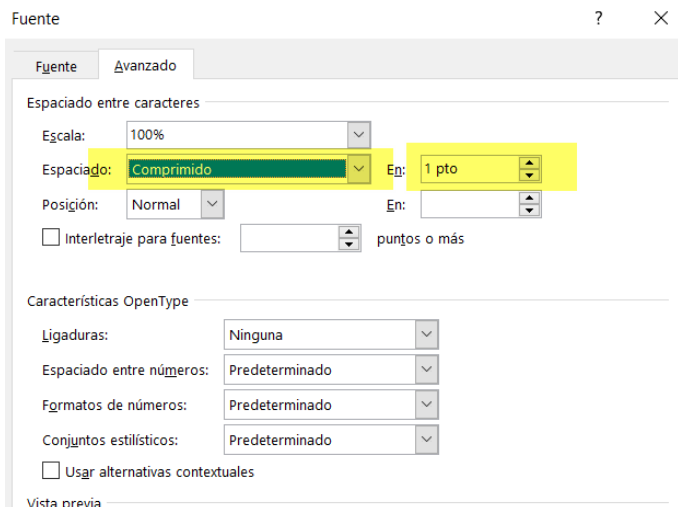 Fuente ?
Fuente Avanzado
Espaciado entre caracteres
Escala: 100%
Espaciado: Comprimido En: 1 pto
Posición: Normal En:
Interletraje para fuentes: puntos o más
Características OpenType
Ligaduras: Ninguna
Espaciado entre números: Predeterminado
Formatos de números: Predeterminado
Conjuntos estilísticos: Predeterminado
Usar alternativas contextuales
Vista previa